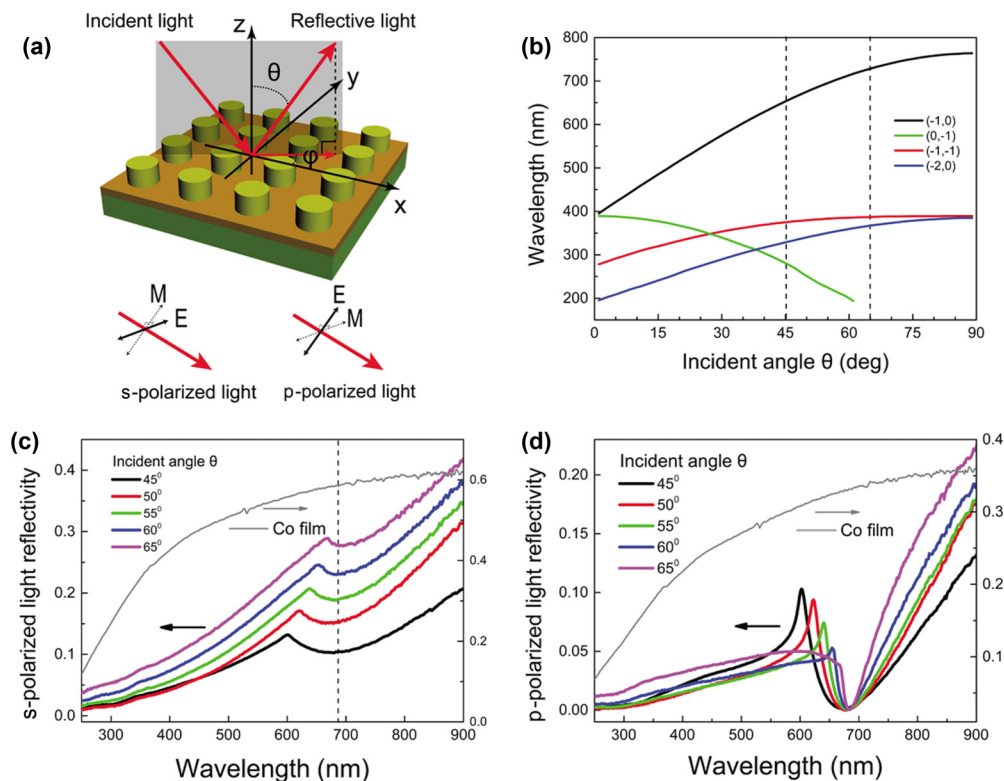 (a)
Incident light
Reflective light
z
θ
y
φ
x
M
E
s-polarized light
E
M
p-polarized light
(b)
Wavelength (nm)
800
700
600
500
400
300
200
(-1,0)
(0,-1)
(-1,-1)
(-2,0)
0 15 30 45 60 75 90
Incident angle θ (deg)
(c)
s-polarized light reflectivity
0.4
0.3
0.2
0.1
0.0
Incident angle θ
45⁰
50⁰
55⁰
60⁰
65⁰
Co film
0.6
0.4
0.2
0.0
300 400 500 600 700 800 900
Wavelength (nm)
(d)
p-polarized light reflectivity
0.20
0.15
0.10
0.05
0.00
Incident angle θ
45⁰
50⁰
55⁰
60⁰
65⁰
Co film
0.4
0.3
0.2
0.1
0.0
300 400 500 600 700 800 900
Wavelength (nm)